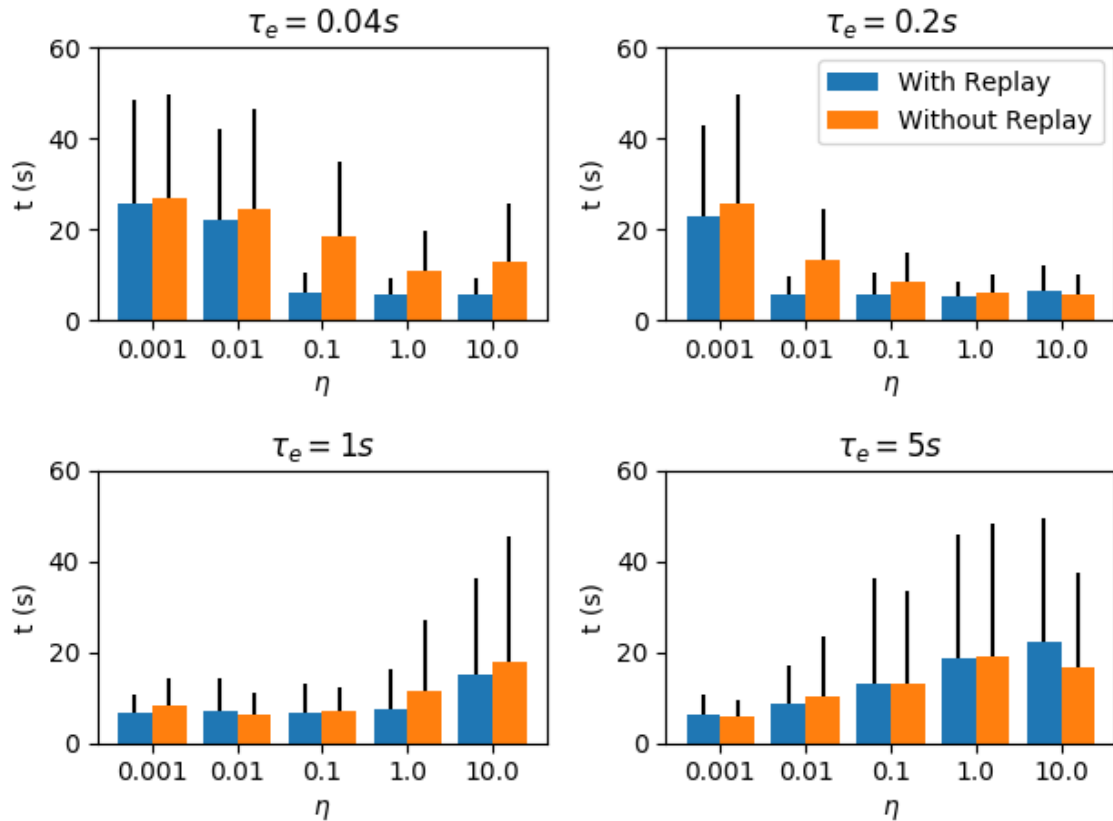 τₑ = 0.04s
60
40
20
0
t (s)
0.001 0.01 0.1 1.0 10.0
η
τₑ = 0.2s
60
40
20
0
t (s)
With Replay
Without Replay
0.001 0.01 0.1 1.0 10.0
η
τₑ = 1s
60
40
20
0
t (s)
0.001 0.01 0.1 1.0 10.0
η
τₑ = 5s
60
40
20
0
t (s)
0.001 0.01 0.1 1.0 10.0
η